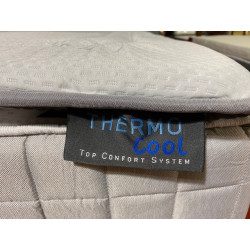 THERMO
Cool
TOP CONFORT SYSTEM